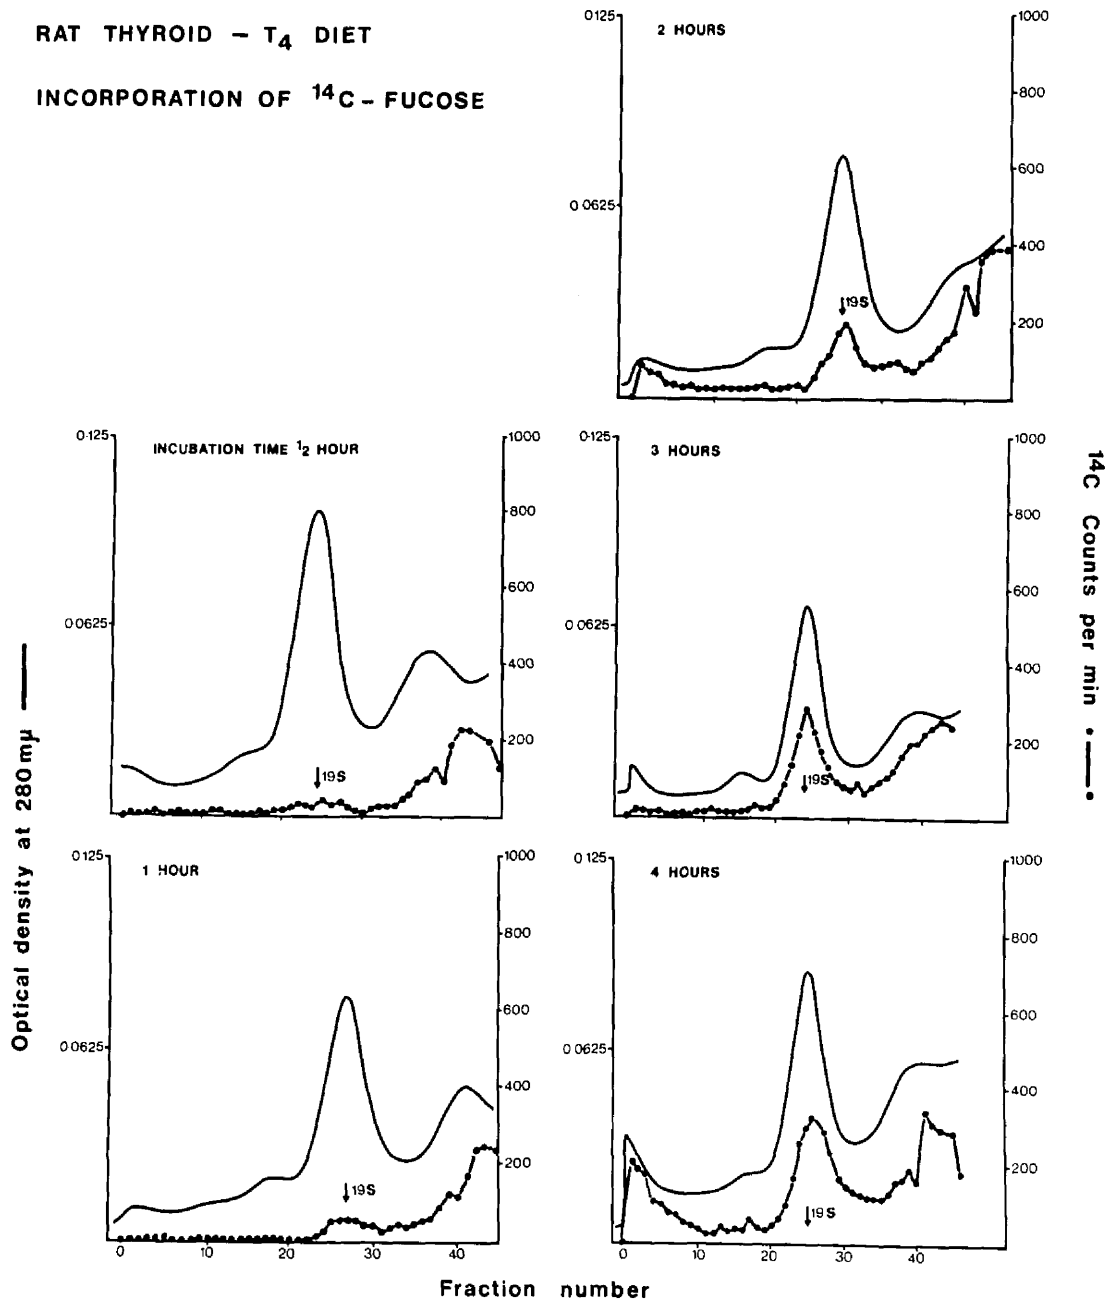 RAT THYROID – T4 DIET
INCORPORATION OF 14C – FUCOSE
2 HOURS
0·125
0·0625
1000
800
600
400
200
19S
INCUBATION TIME ½ HOUR
0·125
0·0625
1000
800
600
400
200
19S
3 HOURS
0·125
0·0625
1000
800
600
400
200
19S
1 HOUR
0·125
0·0625
1000
800
600
400
200
19S
0 10 20 30 40
4 HOURS
0·125
0·0625
1000
800
600
400
200
19S
0 10 20 30 40
Optical density at 280mµ
14C Counts per min
Fraction number